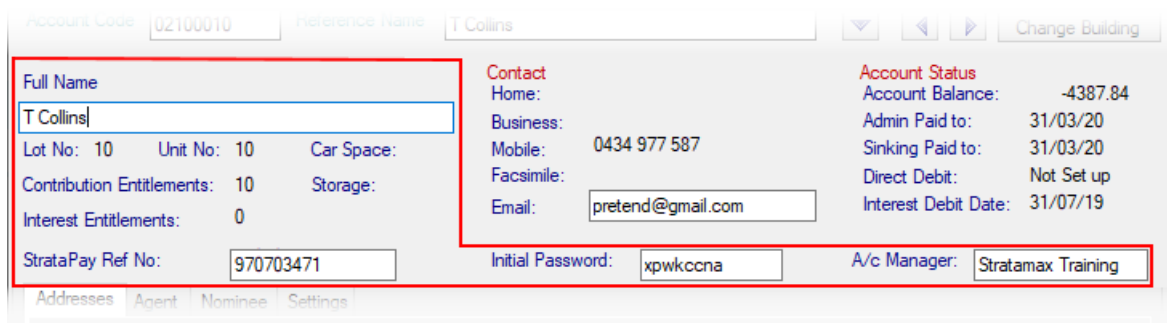 Account Code 02100010 Reference Name T Collins Change Building
Full Name
T Collins
Lot No: 10 Unit No: 10 Car Space:
Contribution Entitlements: 10 Storage:
Interest Entitlements: 0
StrataPay Ref No: 970703471
Contact
Home:
Business:
Mobile: 0434 977 587
Facsimile:
Email: pretend@gmail.com
Initial Password: xpwkccna
Account Status
Account Balance: -4387.84
Admin Paid to: 31/03/20
Sinking Paid to: 31/03/20
Direct Debit: Not Set up
Interest Debit Date: 31/07/19
A/c Manager: Stratamax Training
Addresses Agent Nominee Settings